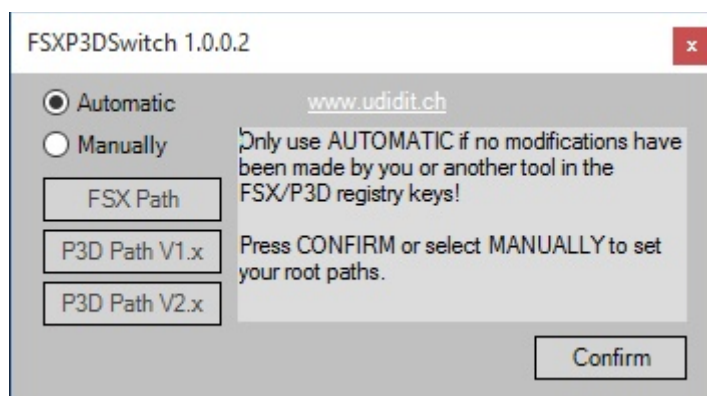 FSXP3DSwitch 1.0.0.2
x
Automatic
www.udidit.ch
Manually
Only use AUTOMATIC if no modifications have
been made by you or another tool in the
FSX/P3D registry keys!
Press CONFIRM or select MANUALLY to set
your root paths.
FSX Path
P3D Path V1.x
P3D Path V2.x
Confirm